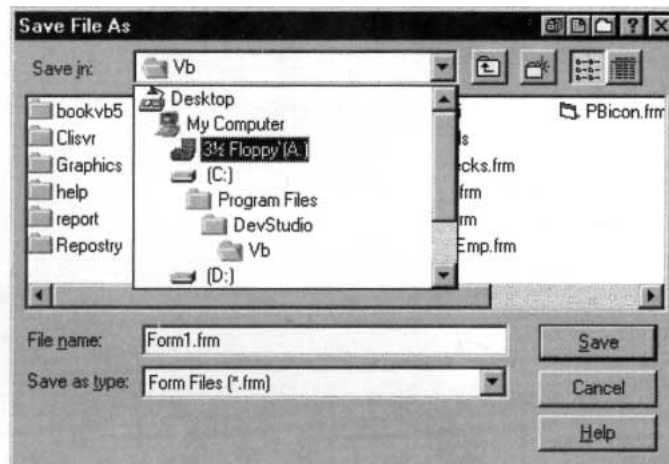 Save File As
Save in:
Vb
Desktop
My Computer
3½ Floppy (A:)
(C:)
Program Files
DevStudio
Vb
(D:)
bookvb5
Clisvr
Graphics
help
report
Repostry
ls
cks.frm
frm
rm
Emp.frm
PBicon.frm
File name:
Form1.frm
Save
Save as type:
Form Files (*.frm)
Cancel
Help